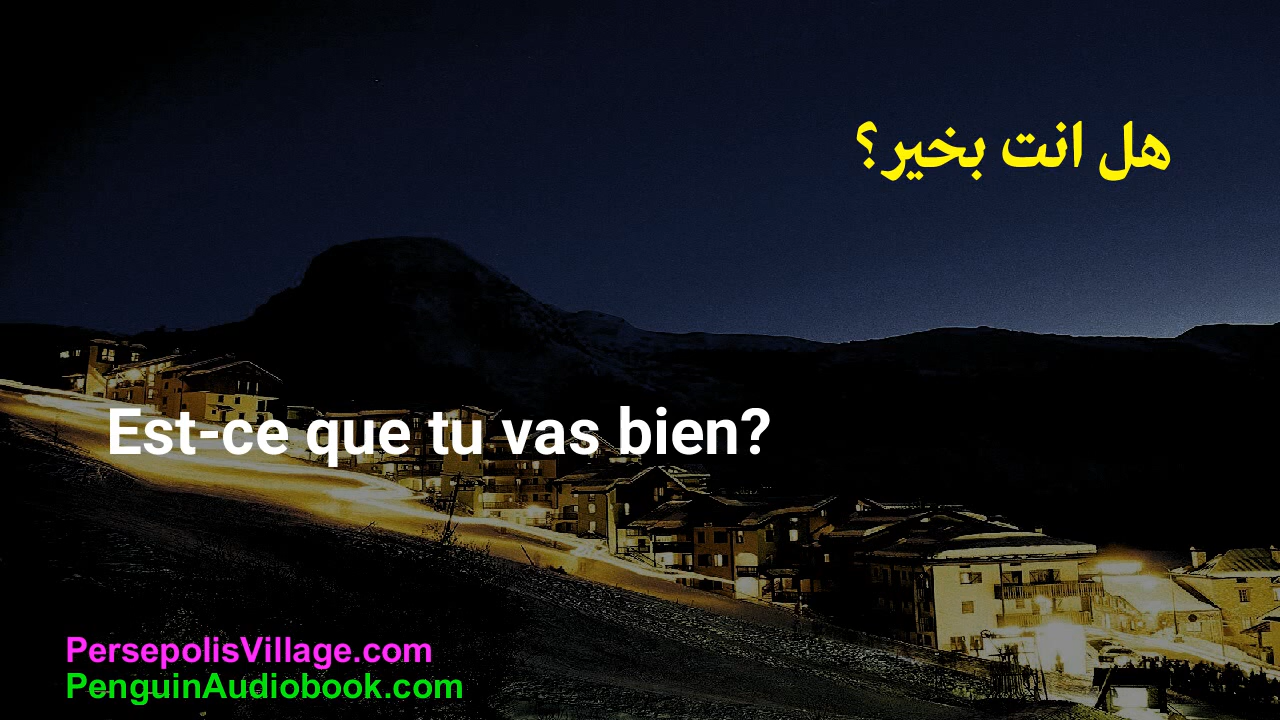 هل انت بخير؟
Est-ce que tu vas bien?
PersepolisVillage.com
PenguinAudiobook.com